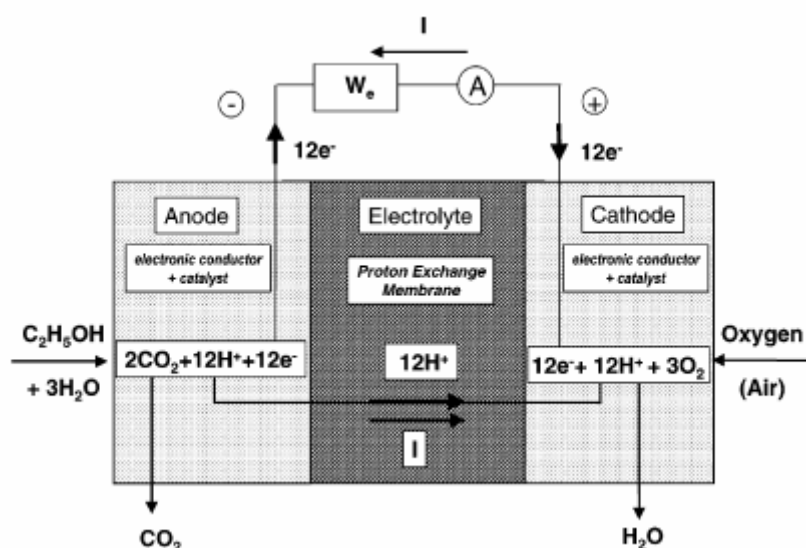 I
W_e
A
-
+
12e⁻
12e⁻
Anode
Electrolyte
Cathode
electronic conductor
+ catalyst
Proton Exchange
Membrane
electronic conductor
+ catalyst
C₂H₅OH
+ 3H₂O
2CO₂+12H⁺+12e⁻
12H⁺
12e⁻+ 12H⁺ + 3O₂
Oxygen
(Air)
I
CO₂
H₂O